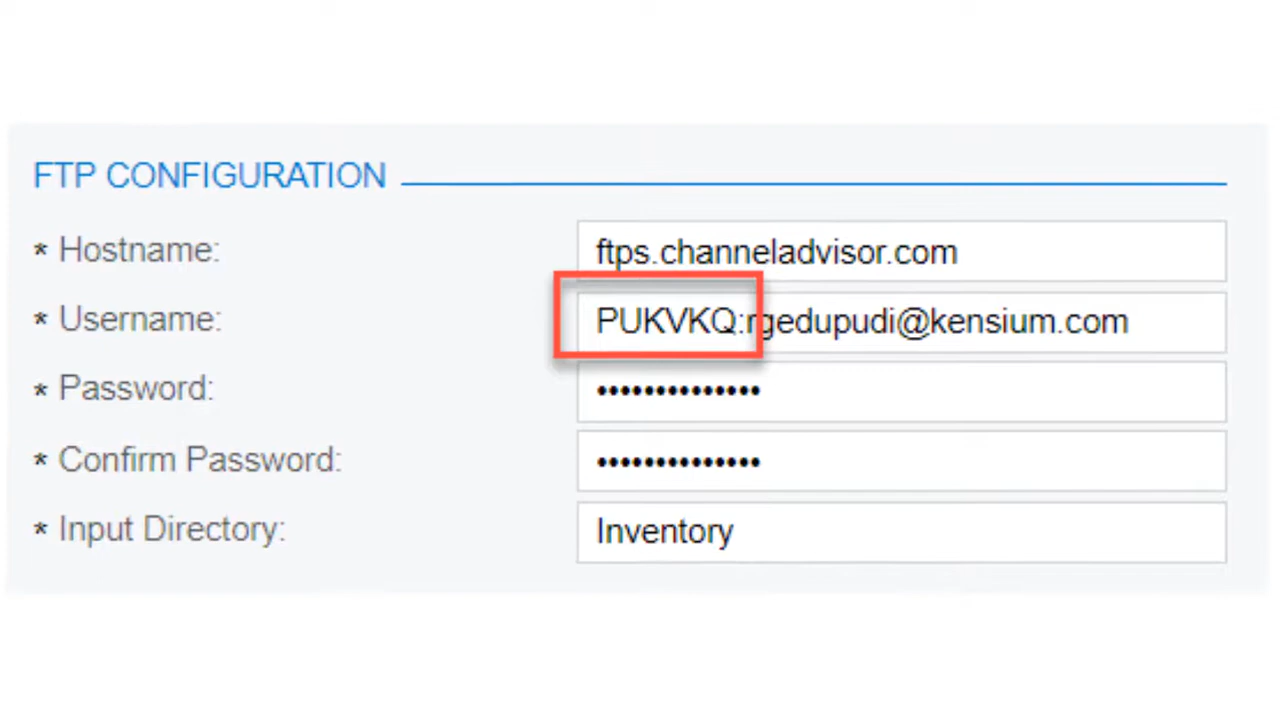 FTP CONFIGURATION
* Hostname: ftps.channeladvisor.com
* Username: PUKVKQ:rgedupudi@kensium.com
* Password: ••••••••••••••
* Confirm Password: ••••••••••••••
* Input Directory: Inventory